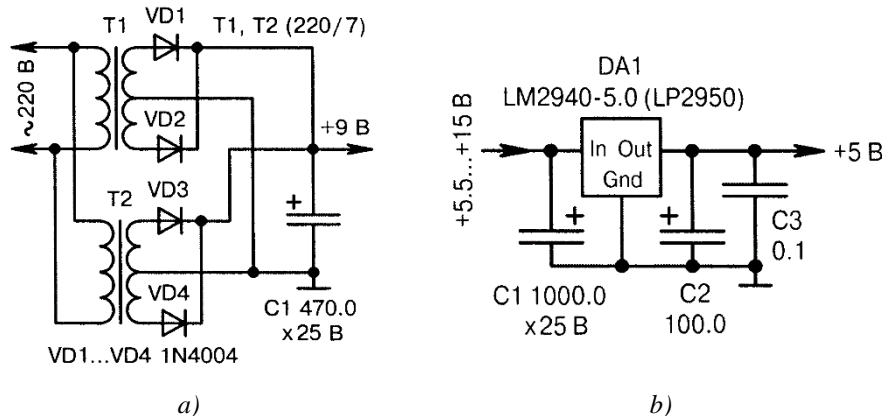 T1
VD1
T1, T2 (220/7)
~220 В
VD2
+9 В
VD3
T2
+
VD4
C1 470.0
x25 В
VD1...VD4 1N4004
a)
DA1
LM2940-5.0 (LP2950)
+5.5...+15 В
In Out
Gnd
+5 В
+
+
C3
0.1
C1 1000.0
x25 В
C2
100.0
b)